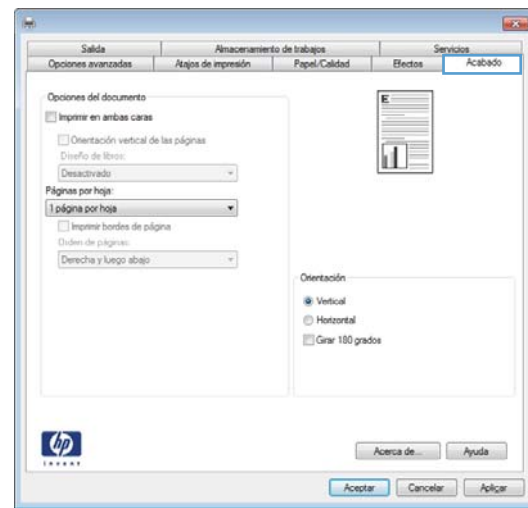 Salida
Almacenamiento de trabajos
Servicios
Opciones avanzadas
Atajos de impresión
Papel/Calidad
Efectos
Acabado
Opciones del documento
Imprimir en ambas caras
Orientación vertical de las páginas
Diseño de libros:
Desactivado
Páginas por hoja:
1 página por hoja
Imprimir bordes de página
Orden de páginas:
Derecha y luego abajo
E
Orientación
Vertical
Horizontal
Girar 180 grados
hp
invent
Acerca de...
Ayuda
Aceptar
Cancelar
Aplicar